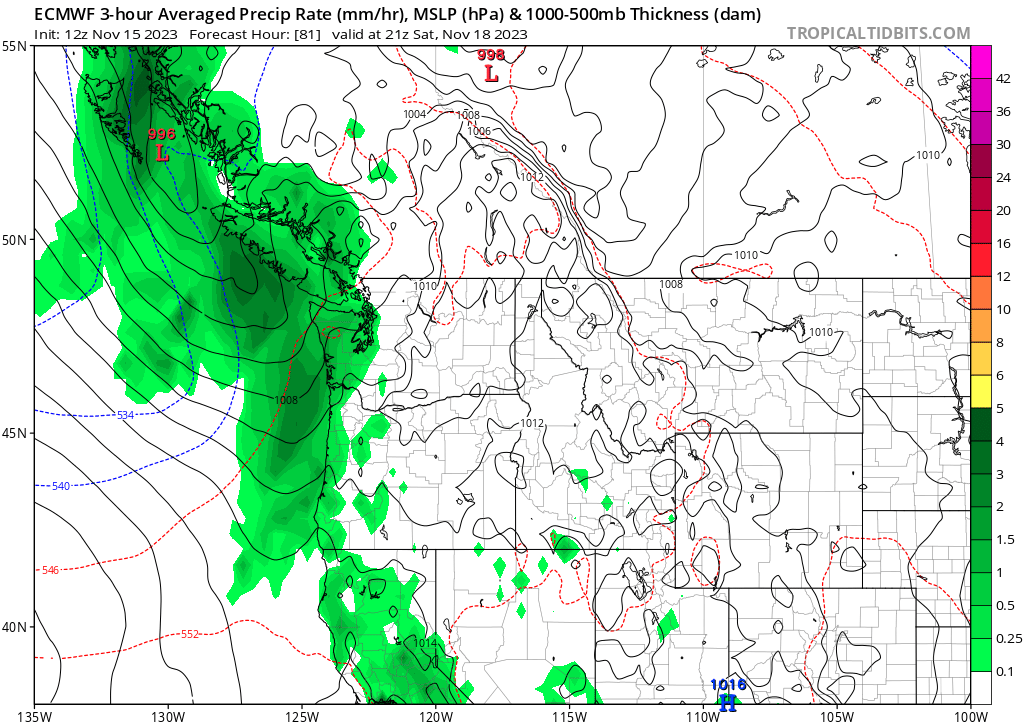 ECMWF 3-hour Averaged Precip Rate (mm/hr), MSLP (hPa) & 1000-500mb Thickness (dam)
Init: 12z Nov 15 2023 Forecast Hour: [81] valid at 21z Sat, Nov 18 2023
TROPICALTIDBITS.COM
55N
50N
45N
40N
998
L
1004
1008
1006
996
L
1012
1010
1010
1010
1008
1010
1008
1012
534
540
546
552
1014
1016
H
42
36
30
24
20
16
12
10
8
6
5
4
3
2
1.5
1
0.5
0.25
0.1
135W
130W
125W
120W
115W
110W
105W
100W